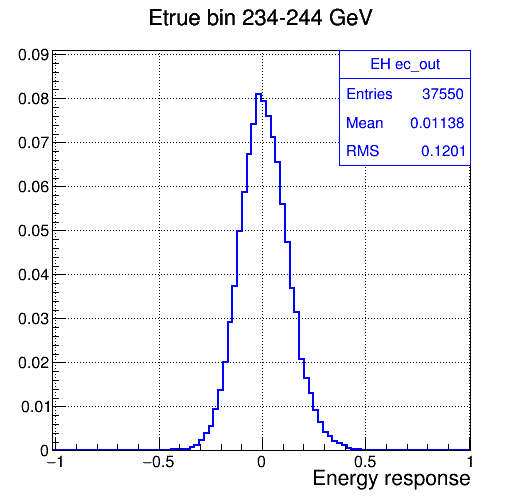 Etrue bin 234-244 GeV
EH ec_out
Entries 37550
Mean 0.01138
RMS 0.1201
0.09
0.08
0.07
0.06
0.05
0.04
0.03
0.02
0.01
0
−1 −0.5 0 0.5 1
Energy response